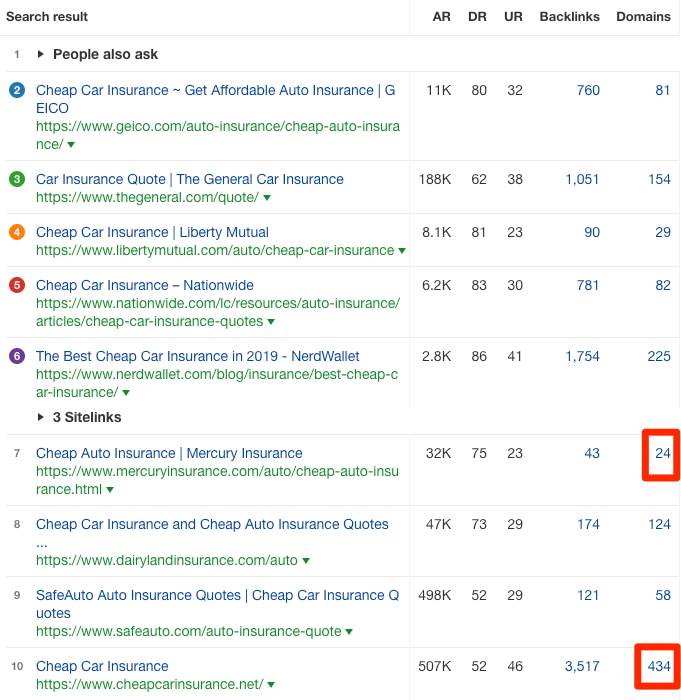 Search result AR DR UR Backlinks Domains
1 People also ask
2 Cheap Car Insurance ~ Get Affordable Auto Insurance | G 11K 80 32 760 81
EICO
https://www.geico.com/auto-insurance/cheap-auto-insura
nce/
3 Car Insurance Quote | The General Car Insurance 188K 62 38 1,051 154
https://www.thegeneral.com/quote/
4 Cheap Car Insurance | Liberty Mutual 8.1K 81 23 90 29
https://www.libertymutual.com/auto/cheap-car-insurance
5 Cheap Car Insurance – Nationwide 6.2K 83 30 781 82
https://www.nationwide.com/lc/resources/auto-insurance/
articles/cheap-car-insurance-quotes
6 The Best Cheap Car Insurance in 2019 - NerdWallet 2.8K 86 41 1,754 225
https://www.nerdwallet.com/blog/insurance/best-cheap-c
ar-insurance/
3 Sitelinks
7 Cheap Auto Insurance | Mercury Insurance 32K 75 23 43 24
https://www.mercuryinsurance.com/auto/cheap-auto-insu
rance.html
8 Cheap Car Insurance and Cheap Auto Insurance Quotes 47K 73 29 174 124
...
https://www.dairylandinsurance.com/auto
9 SafeAuto Auto Insurance Quotes | Cheap Car Insurance Q 498K 52 29 121 58
uotes
https://www.safeauto.com/auto-insurance-quote
10 Cheap Car Insurance 507K 52 46 3,517 434
https://www.cheapcarinsurance.net/